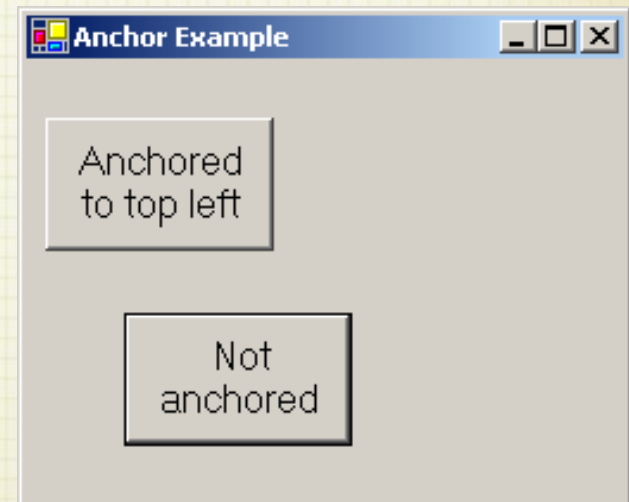 Anchor Example
Anchored
to top left
Not
anchored